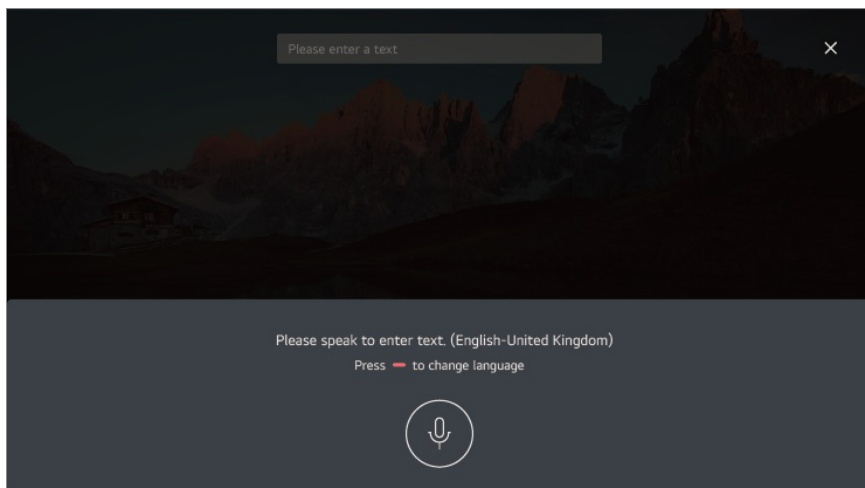 Please enter a text
Please speak to enter text. (English-United Kingdom)
Press to change language